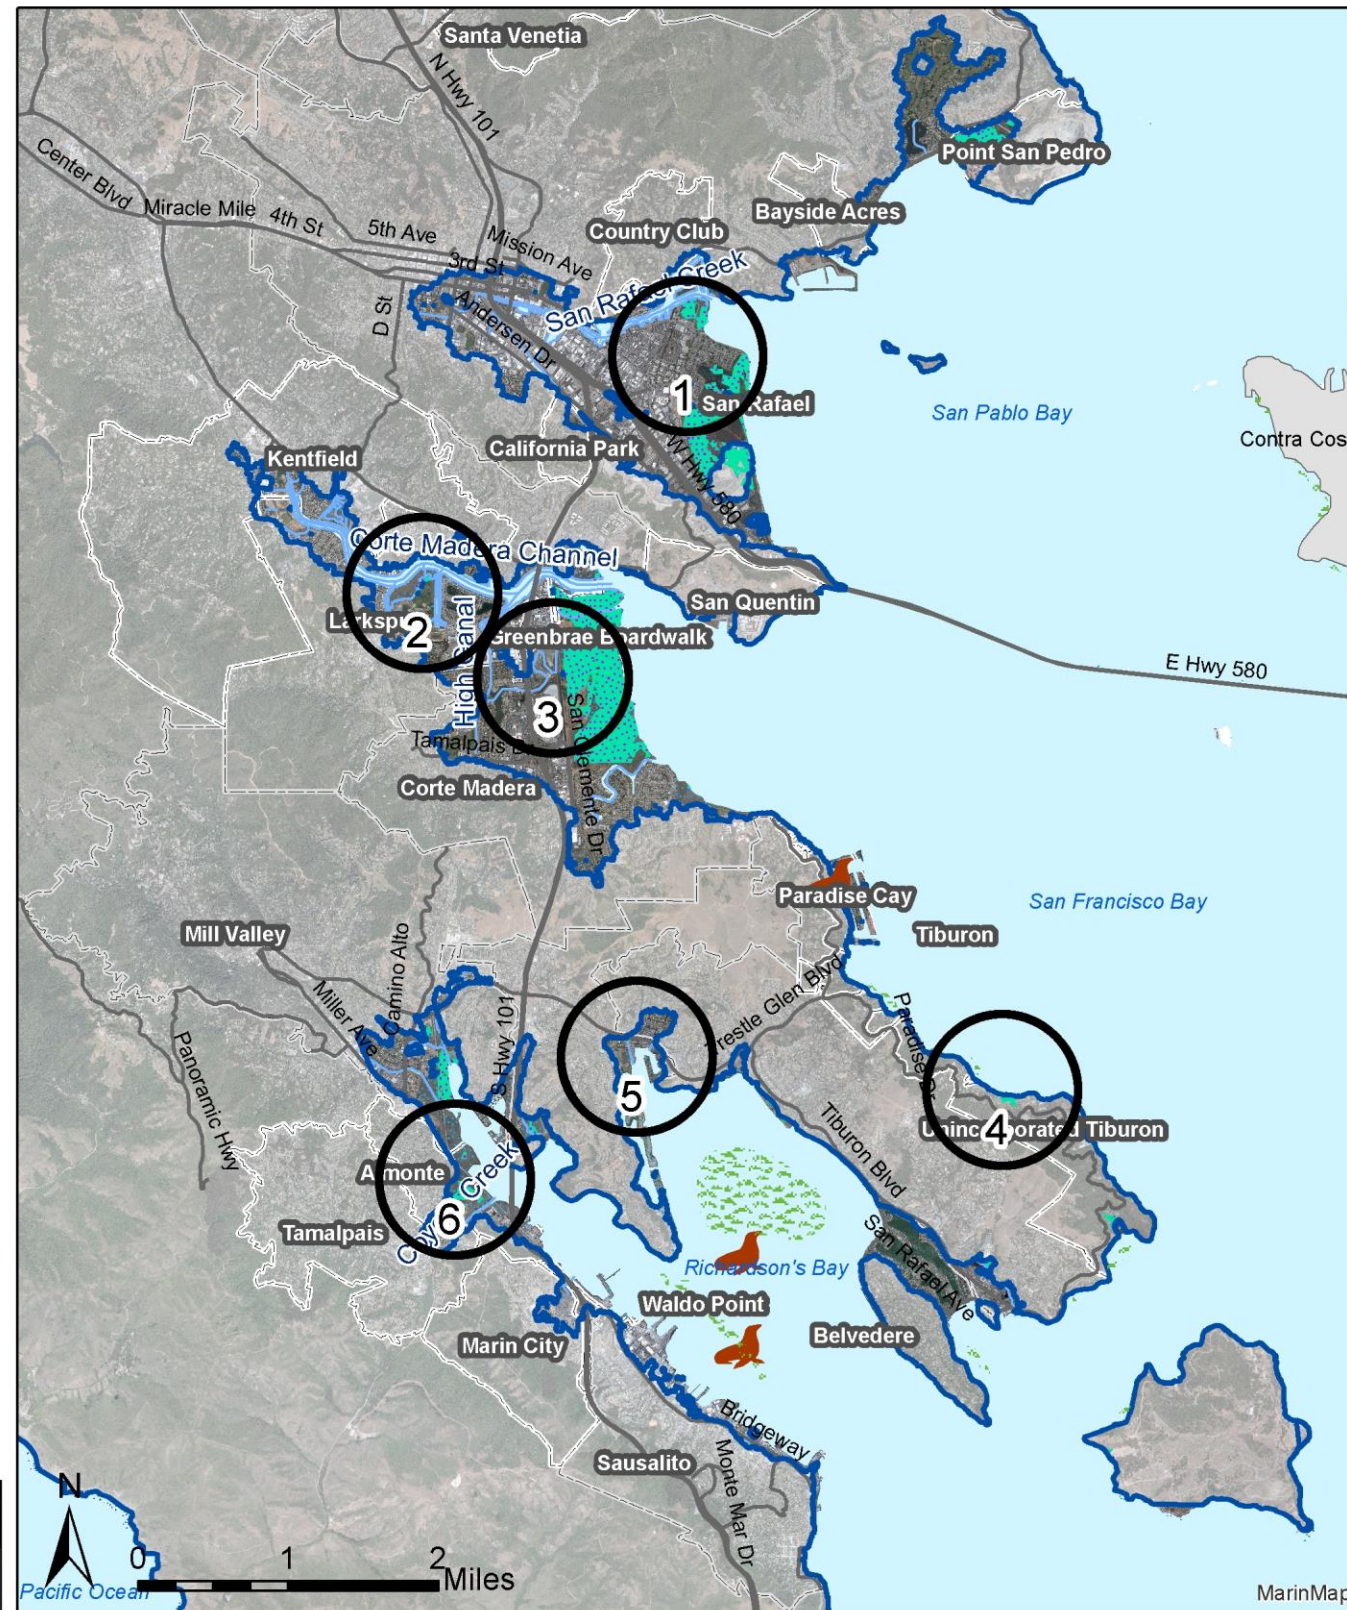 Santa Venetia
N Hwy 101
Point San Pedro
Center Blvd
Miracle Mile
4th St
5th Ave
Mission Ave
3rd St
Country Club
Bayside Acres
San Rafael Creek
D St
Andersen Dr
1
San Rafael
San Pablo Bay
Contra Cos
California Park
W Hwy 580
Kentfield
Corte Madera Channel
San Quentin
2
High Canal
Greenbrae Boardwalk
E Hwy 580
3
San Clemente Dr
Tamalpais Dr
Corte Madera
Paradise Cay
San Francisco Bay
Tiburon
Mill Valley
Camino Alto
Miller Ave
S Hwy 101
Trestle Glen Blvd
Paradise Dr
Panoramic Hwy
5
4
Tiburon Blvd
Almonte
Creek
6
Tamalpais
San Rafael Ave
Richardson's Bay
Waldo Point
Belvedere
Marin City
Bridgeway
Sausalito
Monte Mar Dr
N
0 1 2
Miles
Pacific Ocean
MarinMap